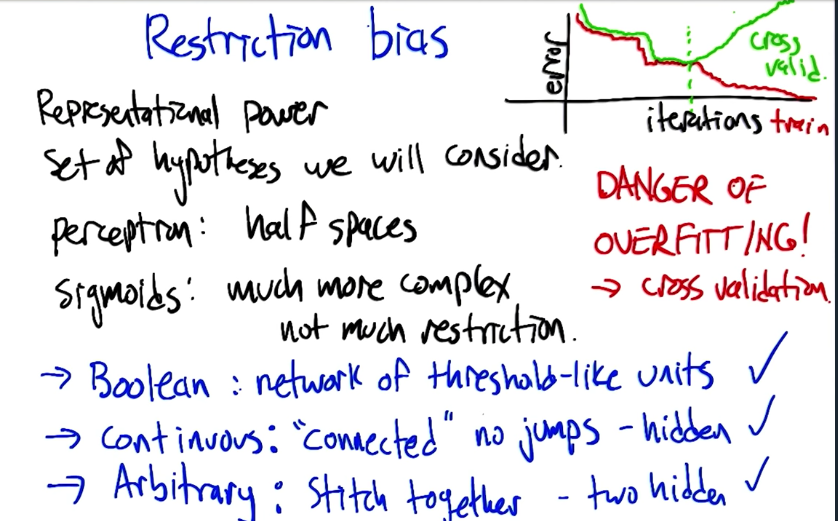 Restriction bias
error
cross
valid.
iterations train
Representational power
Set of hypotheses we will consider.
perceptron: half spaces
Sigmoids: much more complex
not much restriction.
DANGER OF
OVERFITTING!
→ cross validation
→ Boolean: network of threshold-like units ✓
→ continuous: "connected" no jumps - hidden ✓
→ Arbitrary: Stitch together - two hidden ✓